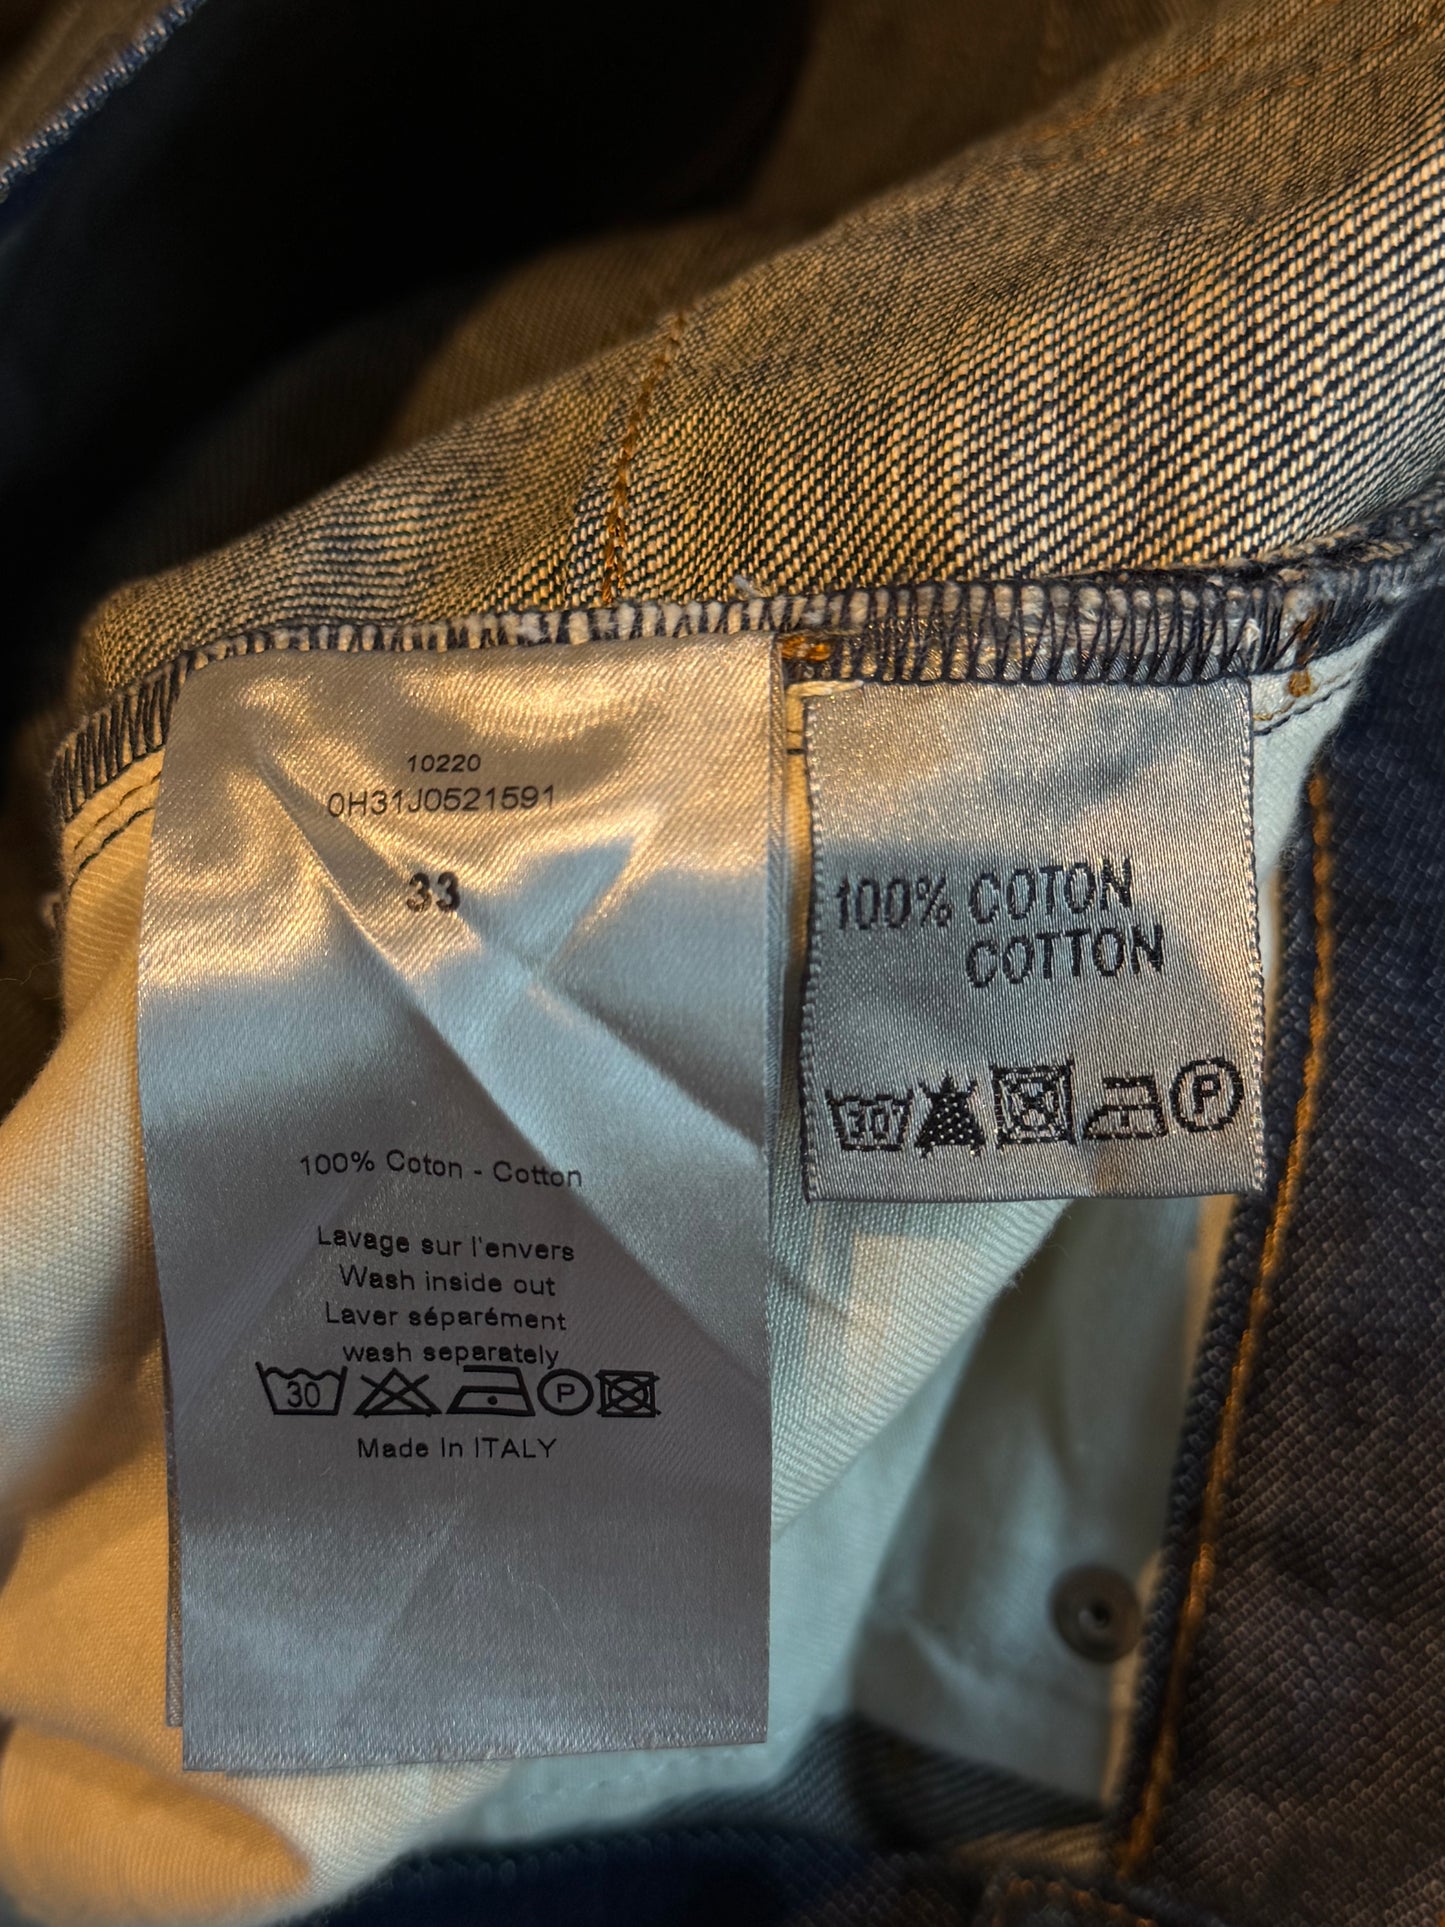 10220
0H31J0521591
33
100% Coton - Cotton
Lavage sur l'envers
Wash inside out
Laver séparément
wash separately
30 P
Made In ITALY
100% COTON
COTTON
30 P